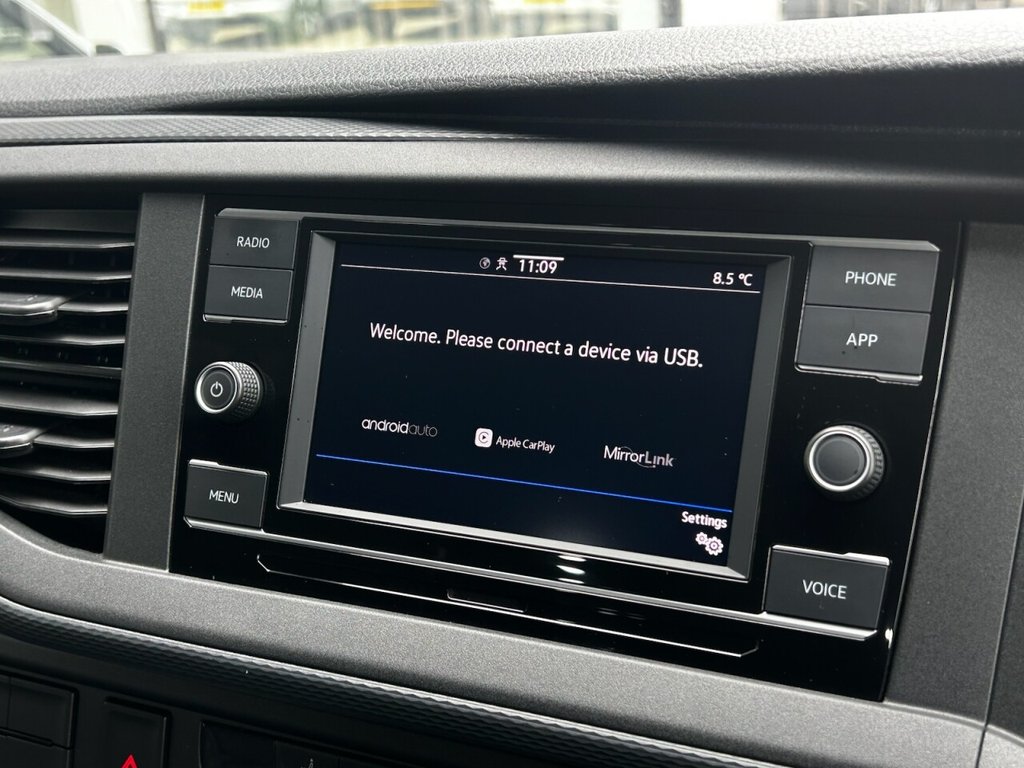 RADIO
MEDIA
MENU
11:09
8.5 °C
Welcome. Please connect a device via USB.
androidauto
Apple CarPlay
MirrorLink
Settings
PHONE
APP
VOICE